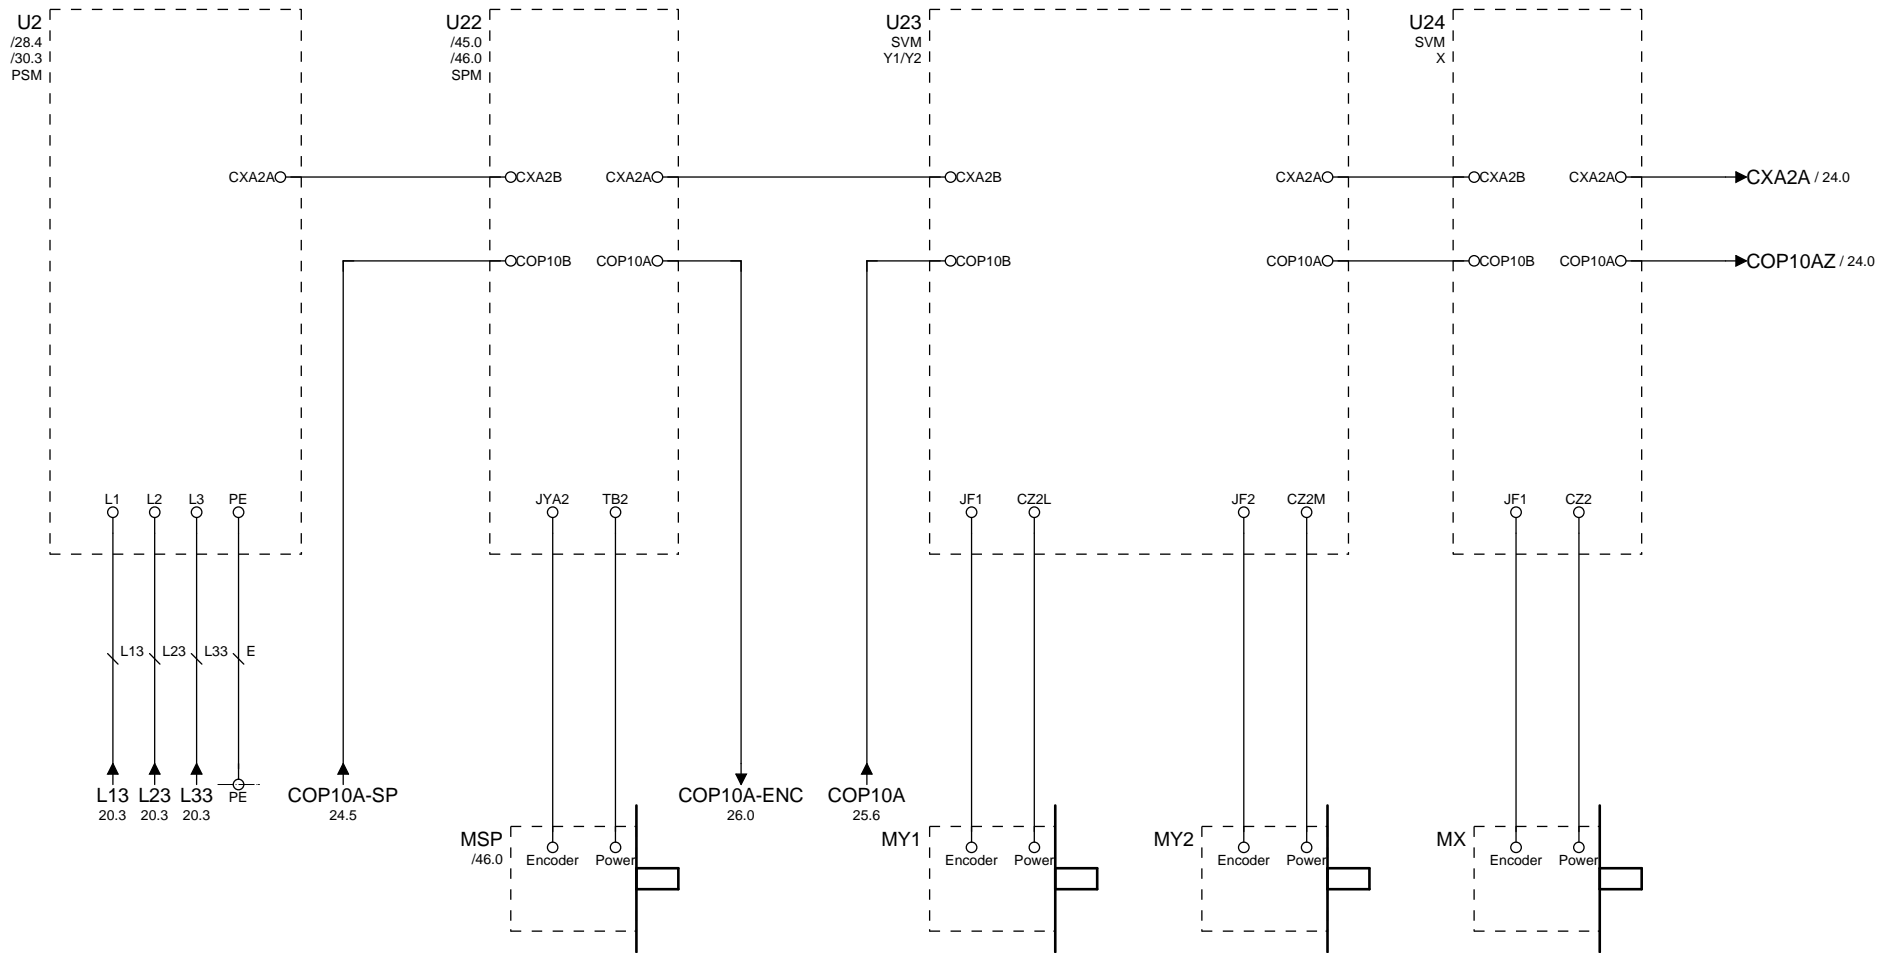 U2
/28.4
/30.3
PSM
U22
/45.0
/46.0
SPM
U23
SVM
Y1/Y2
U24
SVM
X
CXA2A
CXA2B
CXA2A
CXA2B
CXA2A
CXA2B
CXA2A
CXA2A / 24.0
COP10B
COP10A
COP10B
COP10A
COP10B
COP10A
COP10AZ / 24.0
L1
L2
L3
PE
JYA2
TB2
JF1
CZ2L
JF2
CZ2M
JF1
CZ2
L13
L23
L33
E
L13
20.3
L23
20.3
L33
20.3
PE
COP10A-SP
24.5
COP10A-ENC
26.0
COP10A
25.6
MSP
/46.0
Encoder
Power
MY1
Encoder
Power
MY2
Encoder
Power
MX
Encoder
Power